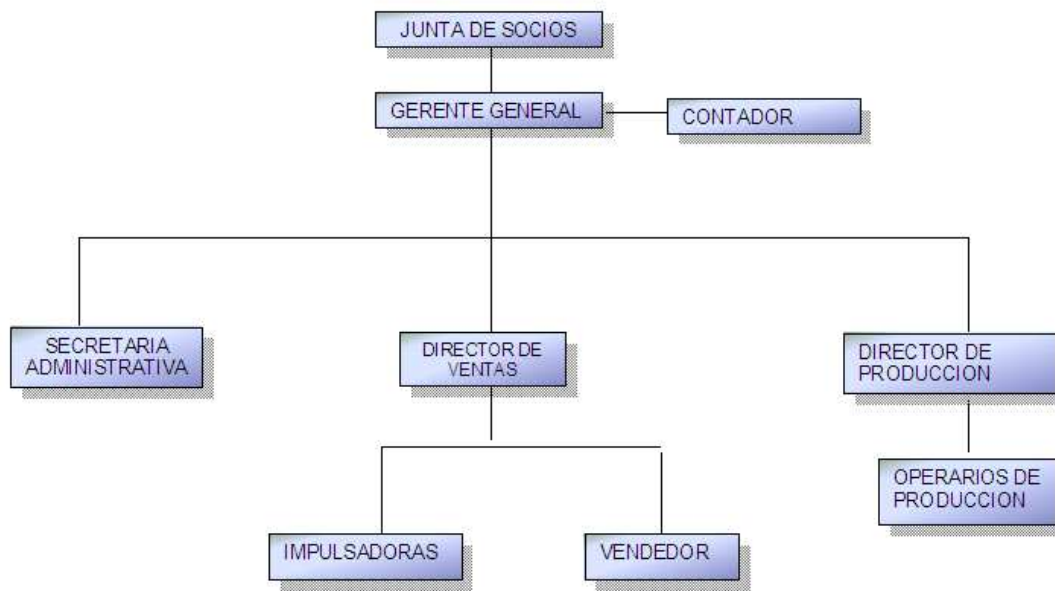 JUNTA DE SOCIOS
GERENTE GENERAL
CONTADOR
SECRETARIA
ADMINISTRATIVA
DIRECTOR DE
VENTAS
DIRECTOR DE
PRODUCCION
OPERARIOS DE
PRODUCCION
IMPULSADORAS
VENDEDOR